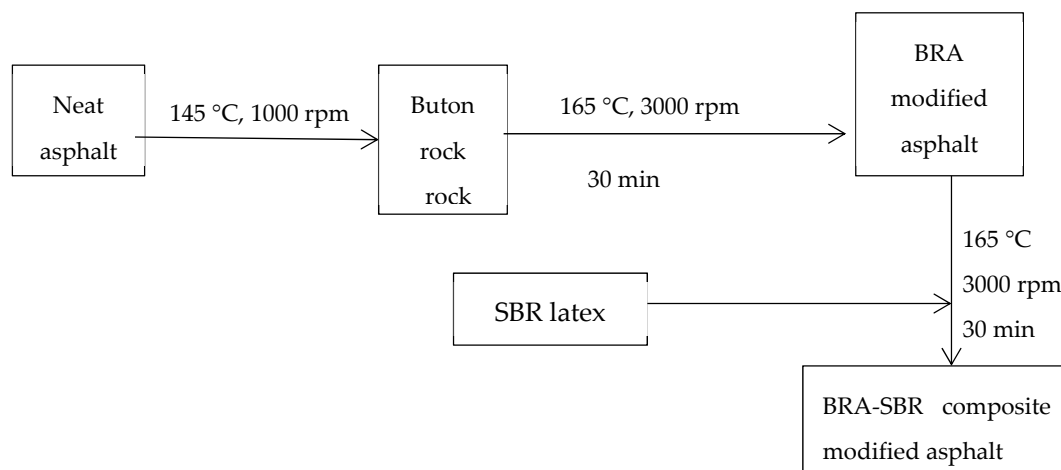 Neat
asphalt
145 °C, 1000 rpm
Buton
rock
rock
165 °C, 3000 rpm
30 min
BRA
modified
asphalt
165 °C
3000 rpm
30 min
SBR latex
BRA-SBR composite
modified asphalt